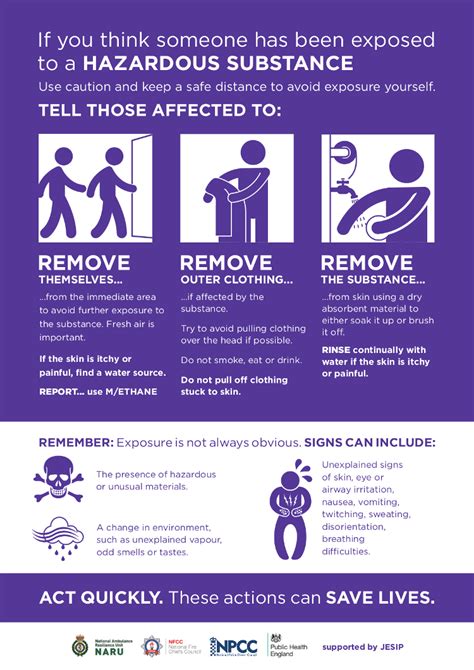 If you think someone has been exposed
to a HAZARDOUS SUBSTANCE
Use caution and keep a safe distance to avoid exposure yourself.
TELL THOSE AFFECTED TO:
REMOVE
THEMSELVES...
...from the immediate area
to avoid further exposure to
the substance. Fresh air is
important.
If the skin is itchy or
painful, find a water source.
REPORT... use M/ETHANE
REMOVE
OUTER CLOTHING...
...if affected by the
substance.
Try to avoid pulling clothing
over the head if possible.
Do not smoke, eat or drink.
Do not pull off clothing
stuck to skin.
REMOVE
THE SUBSTANCE...
...from skin using a dry
absorbent material to
either soak it up or brush
it off.
RINSE continually with
water if the skin is itchy
or painful.
REMEMBER: Exposure is not always obvious. SIGNS CAN INCLUDE:
The presence of hazardous
or unusual materials.
A change in environment,
such as unexplained vapour,
odd smells or tastes.
Unexplained signs
of skin, eye or
airway irritation,
nausea, vomiting,
twitching, sweating,
disorientation,
breathing
difficulties.
ACT QUICKLY. These actions can SAVE LIVES.
National Ambulance
Resilience Unit
NARU
NFCC
National Fire
Chiefs Council
NPCC
Public Health
England
supported by JESIP